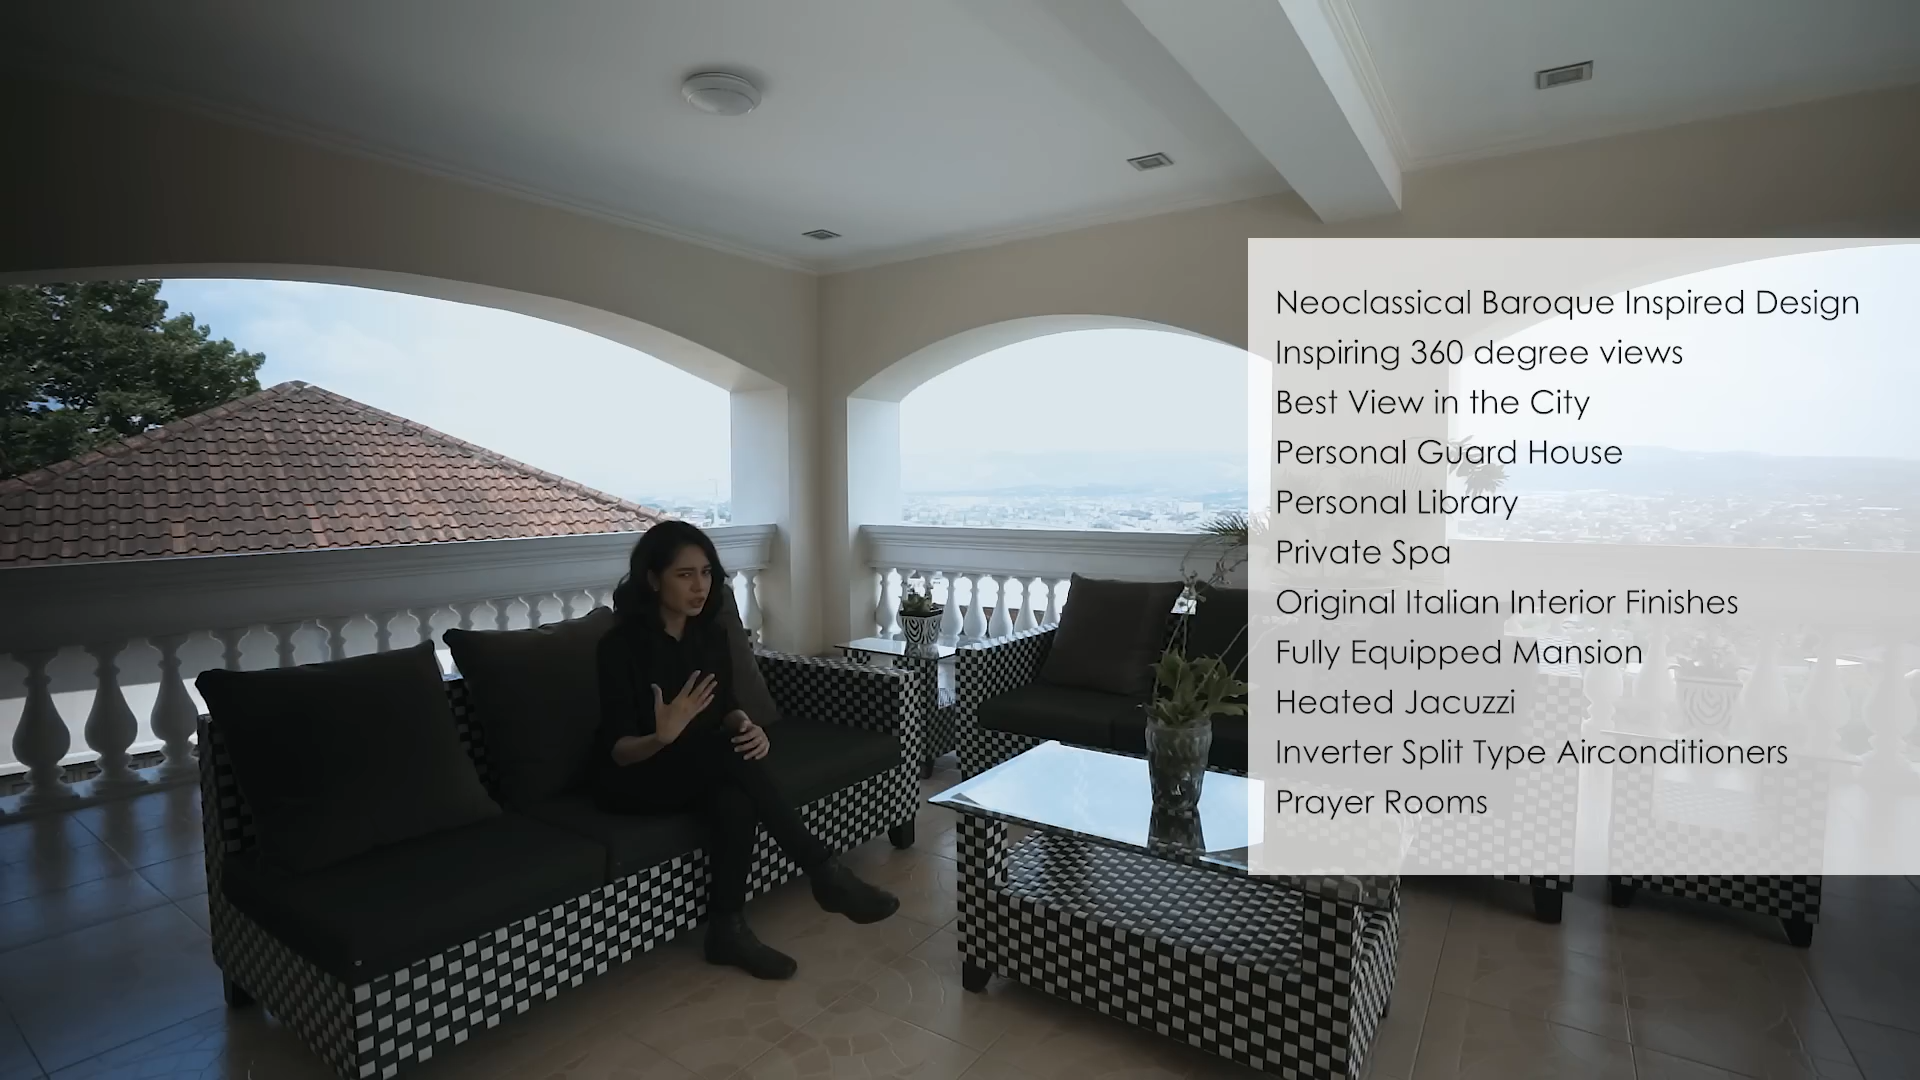 Neoclassical Baroque Inspired Design
Inspiring 360 degree views
Best View in the City
Personal Guard House
Personal Library
Private Spa
Original Italian Interior Finishes
Fully Equipped Mansion
Heated Jacuzzi
Inverter Split Type Airconditioners
Prayer Rooms